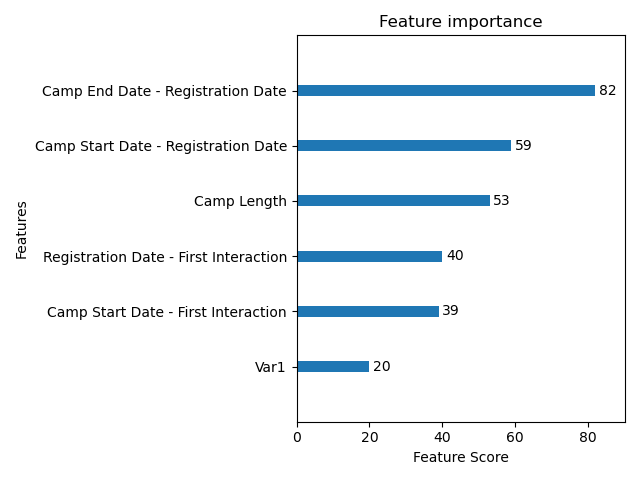 Feature importance
Features
Camp End Date - Registration Date 82
Camp Start Date - Registration Date 59
Camp Length 53
Registration Date - First Interaction 40
Camp Start Date - First Interaction 39
Var1 20
0 20 40 60 80
Feature Score